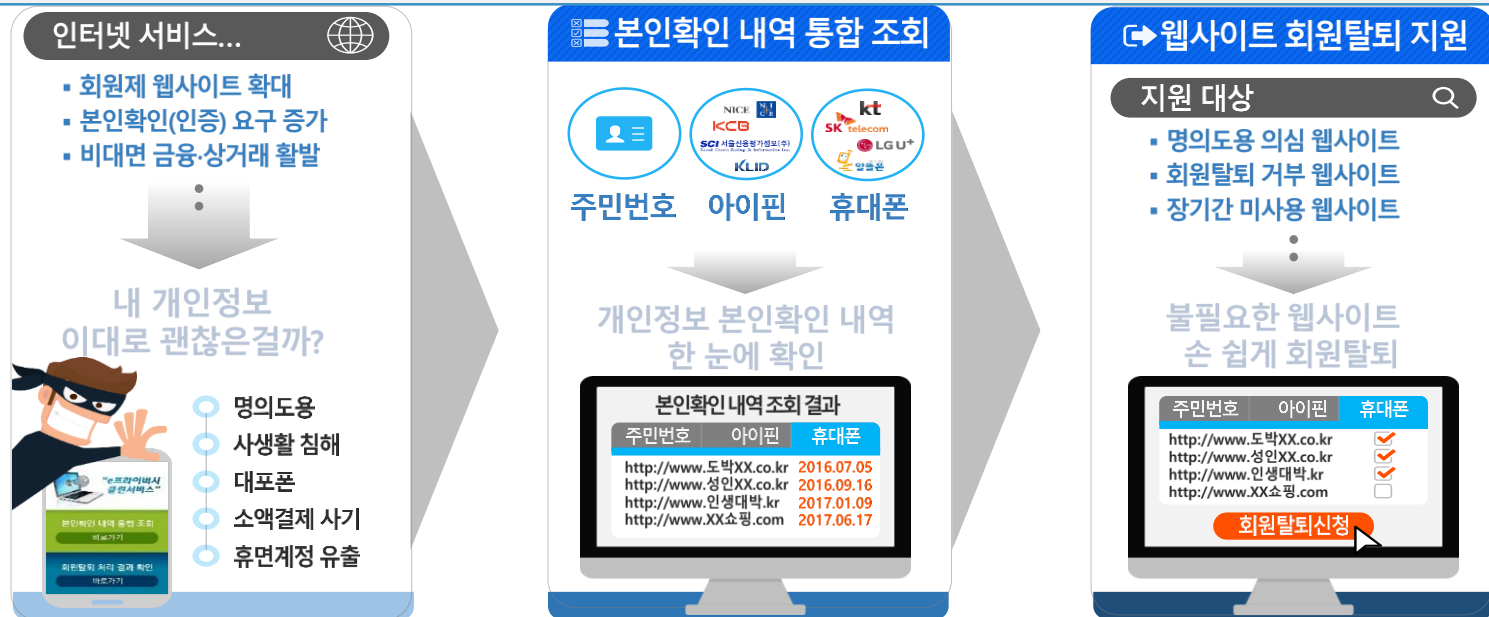 인터넷 서비스...
▪ 회원제 웹사이트 확대
▪ 본인확인(인증) 요구 증가
▪ 비대면 금융·상거래 활발
내 개인정보
이대로 괜찮은걸까?
명의도용
사생활 침해
대포폰
소액결제 사기
휴면계정 유출
"e프라이버시
클린서비스"
본인확인 내역 통합 조회
바로가기
회원탈퇴 처리 결과 확인
바로가기
본인확인 내역 통합 조회
NICE
KCB
SCI 서울신용평가정보(주)
KLID
kt
SK telecom
LG U+
알뜰폰
주민번호 아이핀 휴대폰
개인정보 본인확인 내역
한 눈에 확인
본인확인 내역 조회 결과
주민번호 아이핀 휴대폰
http://www.도박XX.co.kr 2016.07.05
http://www.성인XX.co.kr 2016.09.16
http://www.인생대박.kr 2017.01.09
http://www.XX쇼핑.com 2017.06.17
웹사이트 회원탈퇴 지원
지원 대상
▪ 명의도용 의심 웹사이트
▪ 회원탈퇴 거부 웹사이트
▪ 장기간 미사용 웹사이트
불필요한 웹사이트
손 쉽게 회원탈퇴
주민번호 아이핀 휴대폰
http://www.도박XX.co.kr
http://www.성인XX.co.kr
http://www.인생대박.kr
http://www.XX쇼핑.com
회원탈퇴신청